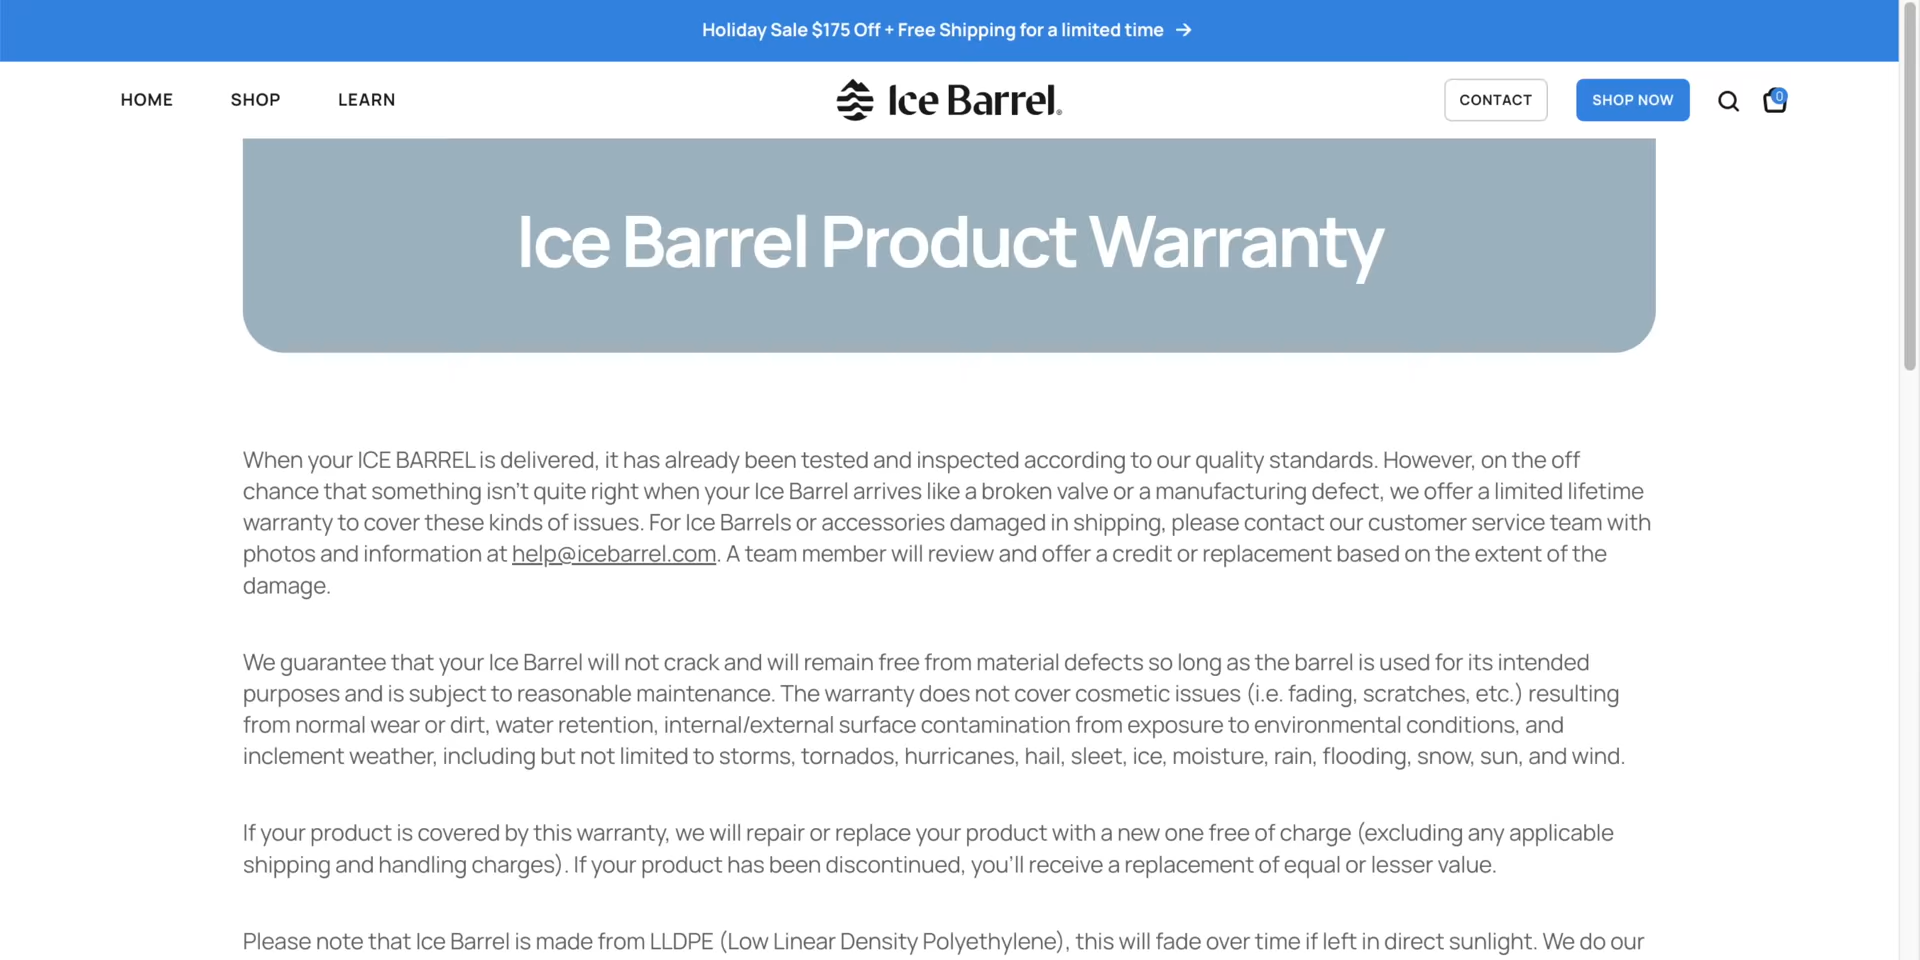 Holiday Sale $175 Off + Free Shipping for a limited time →
HOME SHOP LEARN Ice Barrel® CONTACT SHOP NOW 0
Ice Barrel Product Warranty
When your ICE BARREL is delivered, it has already been tested and inspected according to our quality standards. However, on the off
chance that something isn't quite right when your Ice Barrel arrives like a broken valve or a manufacturing defect, we offer a limited lifetime
warranty to cover these kinds of issues. For Ice Barrels or accessories damaged in shipping, please contact our customer service team with
photos and information at help@icebarrel.com. A team member will review and offer a credit or replacement based on the extent of the
damage.
We guarantee that your Ice Barrel will not crack and will remain free from material defects so long as the barrel is used for its intended
purposes and is subject to reasonable maintenance. The warranty does not cover cosmetic issues (i.e. fading, scratches, etc.) resulting
from normal wear or dirt, water retention, internal/external surface contamination from exposure to environmental conditions, and
inclement weather, including but not limited to storms, tornados, hurricanes, hail, sleet, ice, moisture, rain, flooding, snow, sun, and wind.
If your product is covered by this warranty, we will repair or replace your product with a new one free of charge (excluding any applicable
shipping and handling charges). If your product has been discontinued, you'll receive a replacement of equal or lesser value.
Please note that Ice Barrel is made from LLDPE (Low Linear Density Polyethylene), this will fade over time if left in direct sunlight. We do our